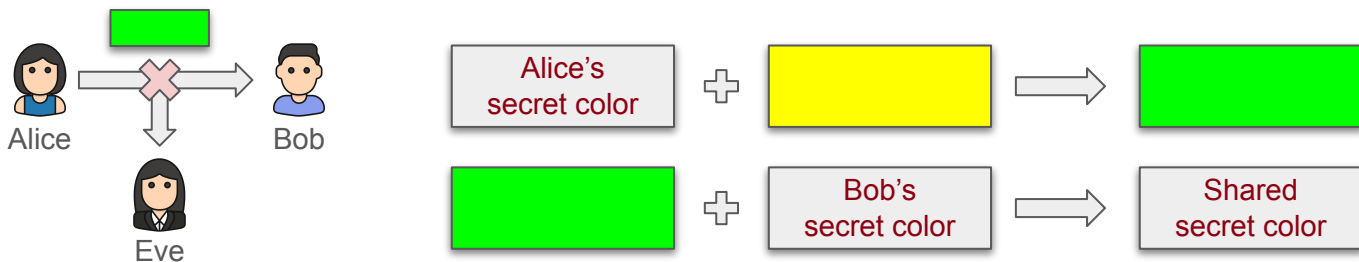 Alice
Bob
Eve
Alice's
secret color
Bob's
secret color
Shared
secret color